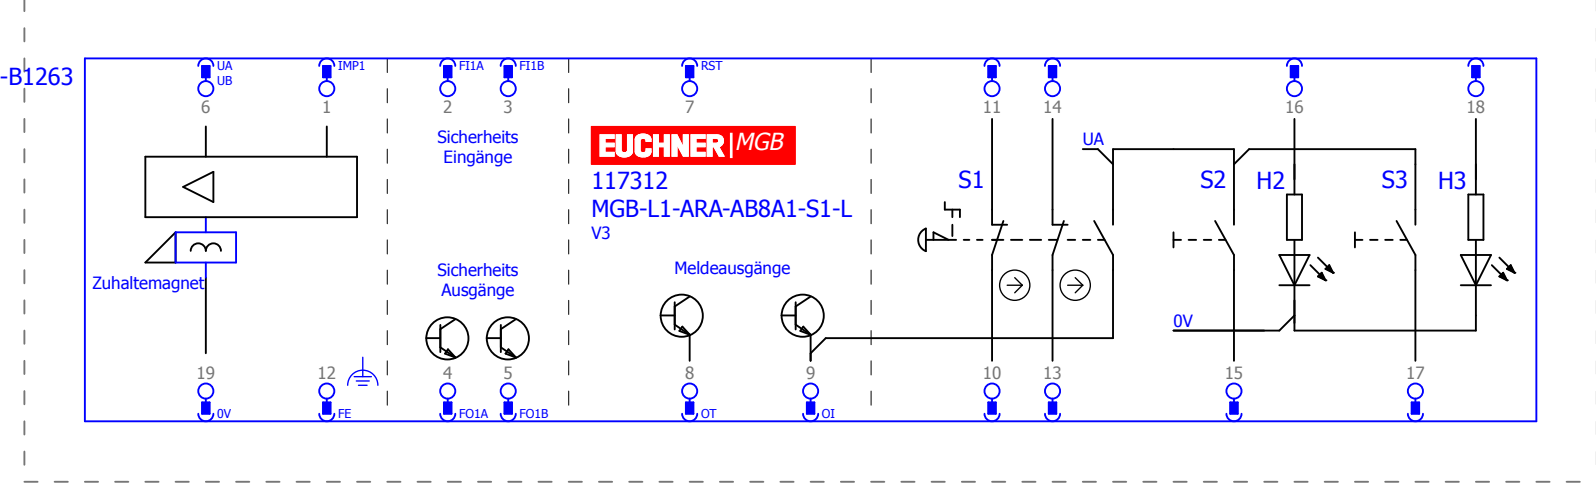 -B1263
UA
UB
6
IMP1
1
FI1A
2
FI1B
3
RST
7
11
14
16
18
Sicherheits
Eingänge
EUCHNER MGB
117312
MGB-L1-ARA-AB8A1-S1-L
V3
UA
S1
S2
H2
S3
H3
Zuhaltemagnet
Sicherheits
Ausgänge
Meldeausgänge
0V
19
0V
12
FE
4
FO1A
5
FO1B
8
OT
9
OI
10
13
15
17